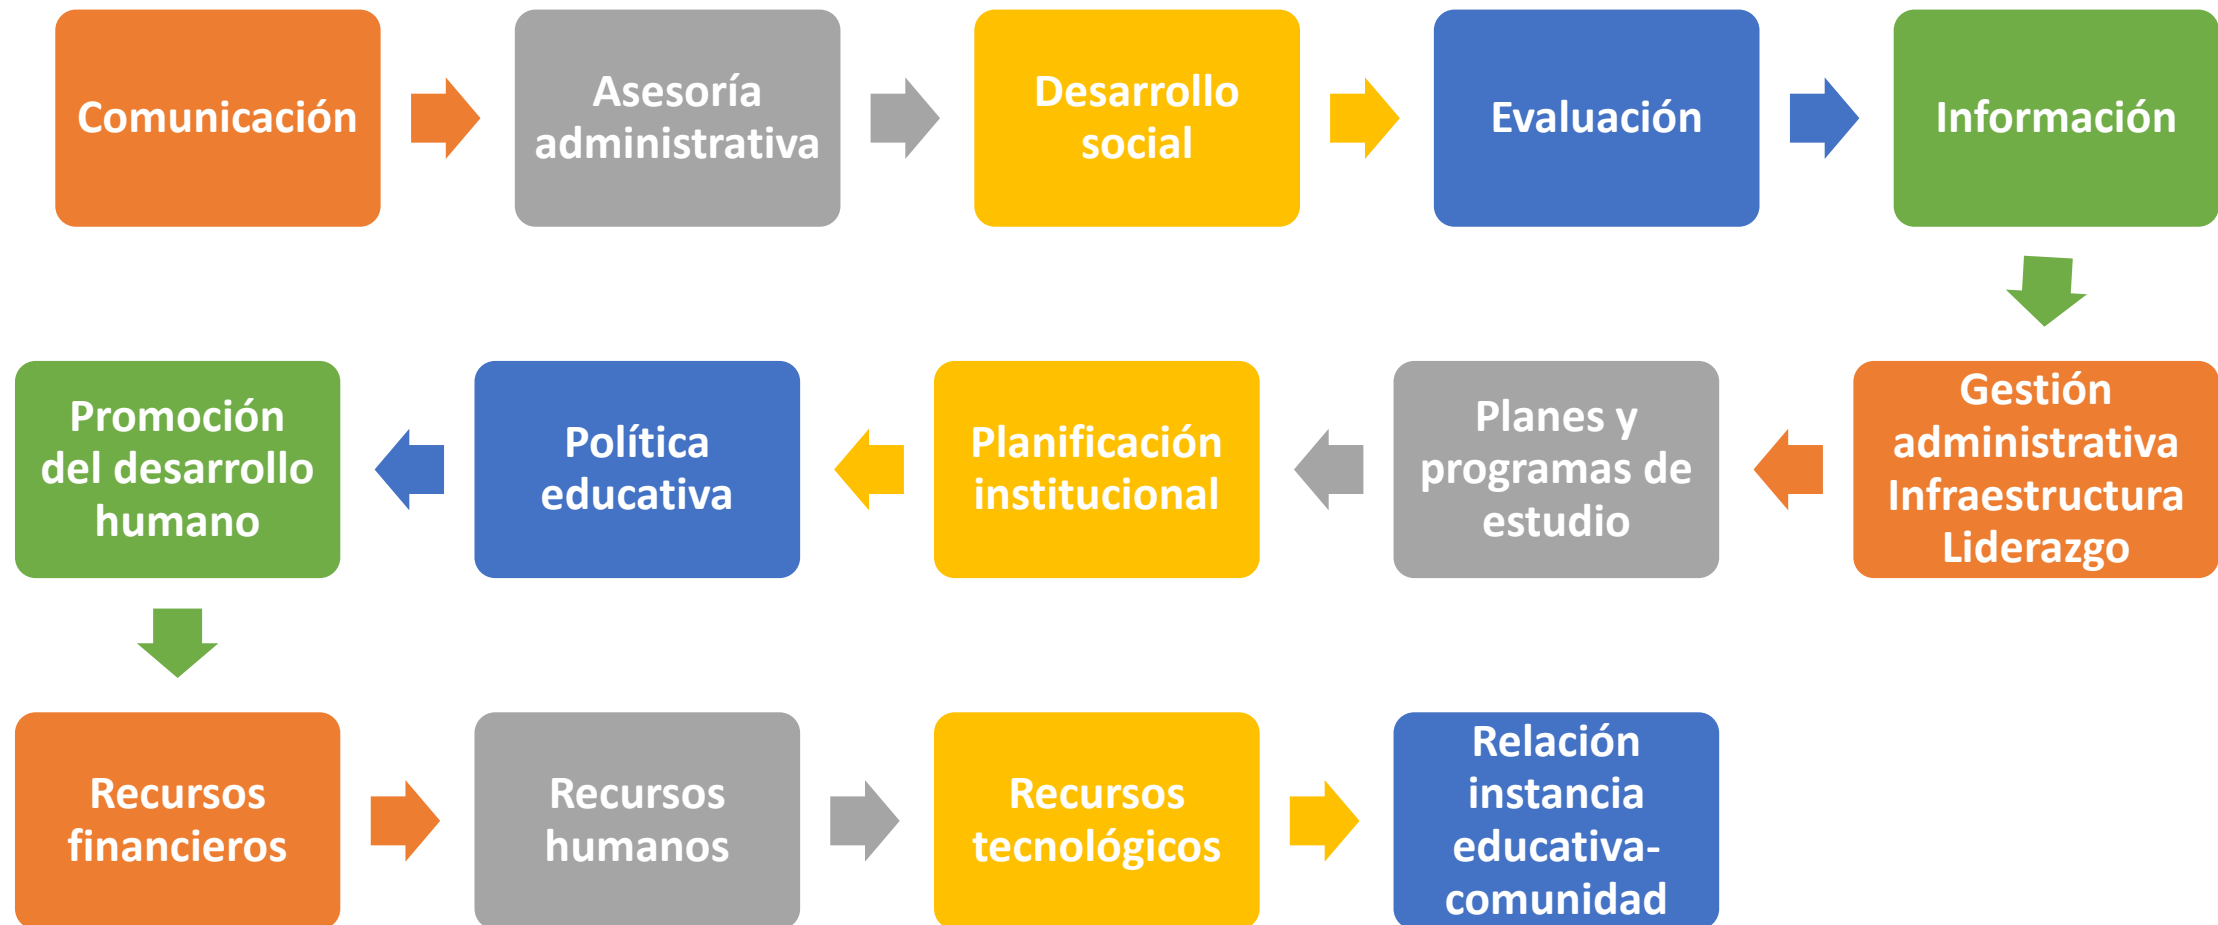 Comunicación
Asesoría
administrativa
Desarrollo
social
Evaluación
Información
Gestión
administrativa
Infraestructura
Liderazgo
Planes y
programas de
estudio
Planificación
institucional
Política
educativa
Promoción
del desarrollo
humano
Recursos
financieros
Recursos
humanos
Recursos
tecnológicos
Relación
instancia
educativa-
comunidad